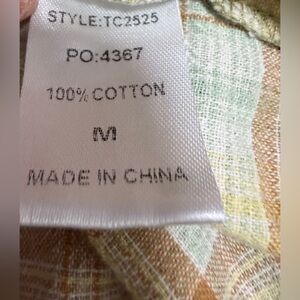 STYLE:TC2525
PO:4367
100% COTTON
M
MADE IN CHINA